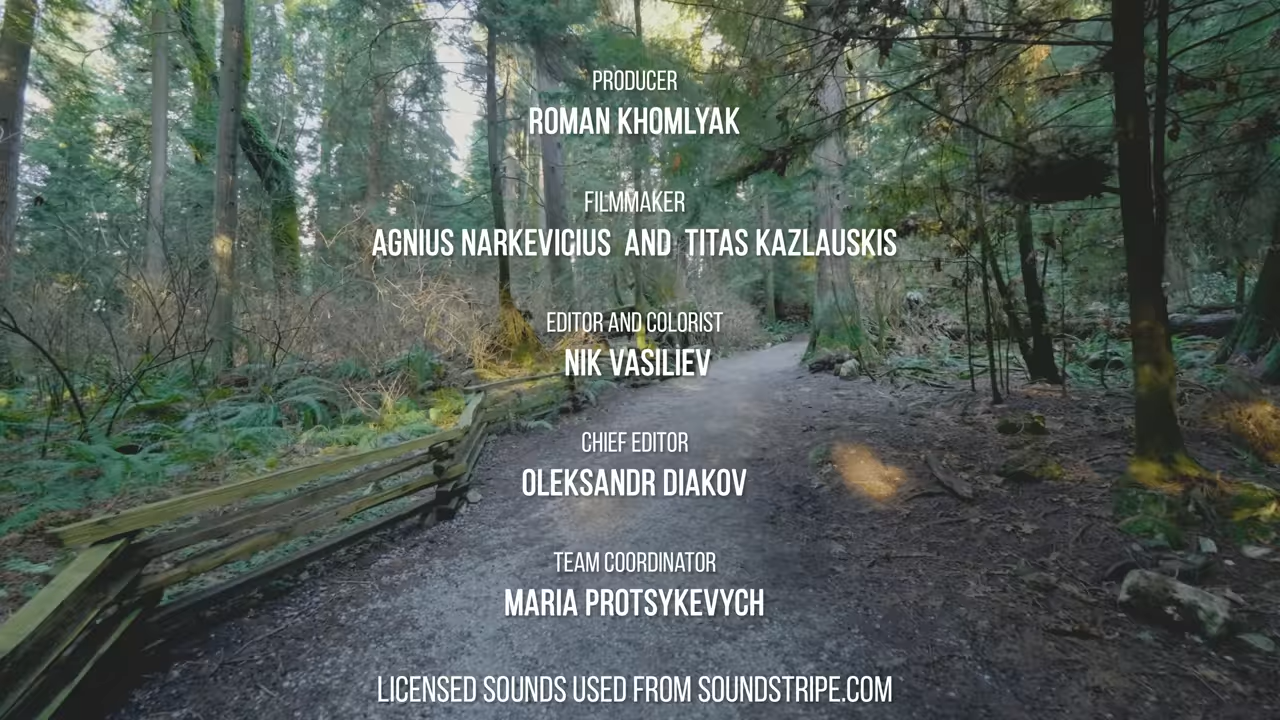 PRODUCER
ROMAN KHOMLYAK
FILMMAKER
AGNIUS NARKEVICIUS AND TITAS KAZLAUSKIS
EDITOR AND COLORIST
NIK VASILIEV
CHIEF EDITOR
OLEKSANDR DIAKOV
TEAM COORDINATOR
MARIA PROTSYKEVYCH
LICENSED SOUNDS USED FROM SOUNDSTRIPE.COM